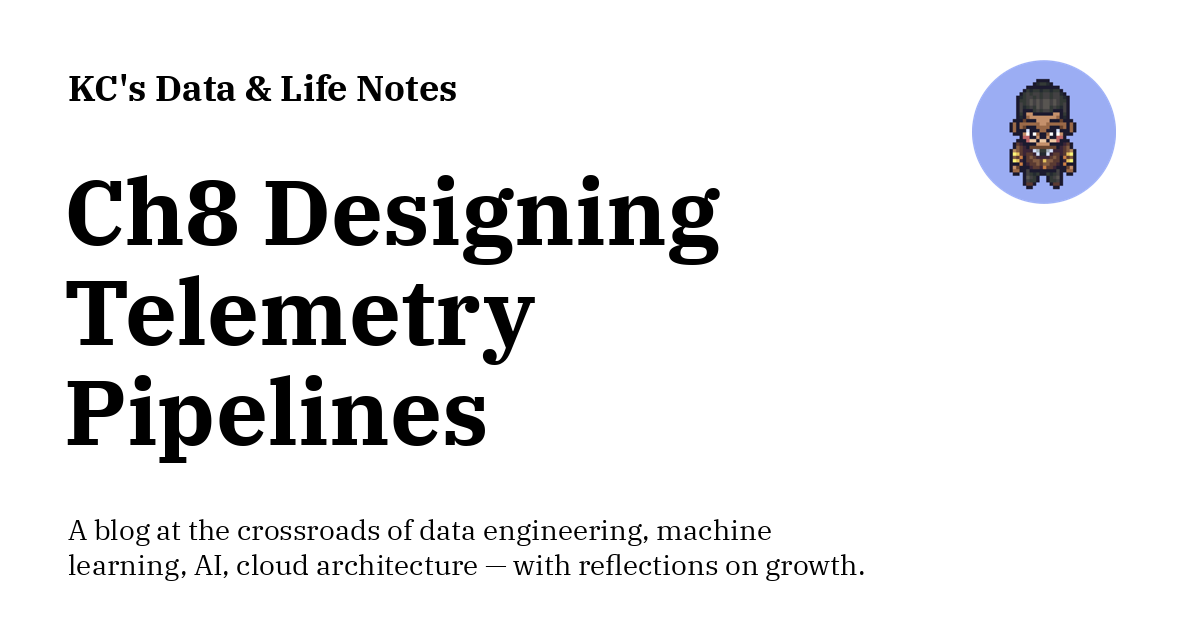 KC's Data & Life Notes
Ch8 Designing
Telemetry
Pipelines
A blog at the crossroads of data engineering, machine
learning, AI, cloud architecture — with reflections on growth.